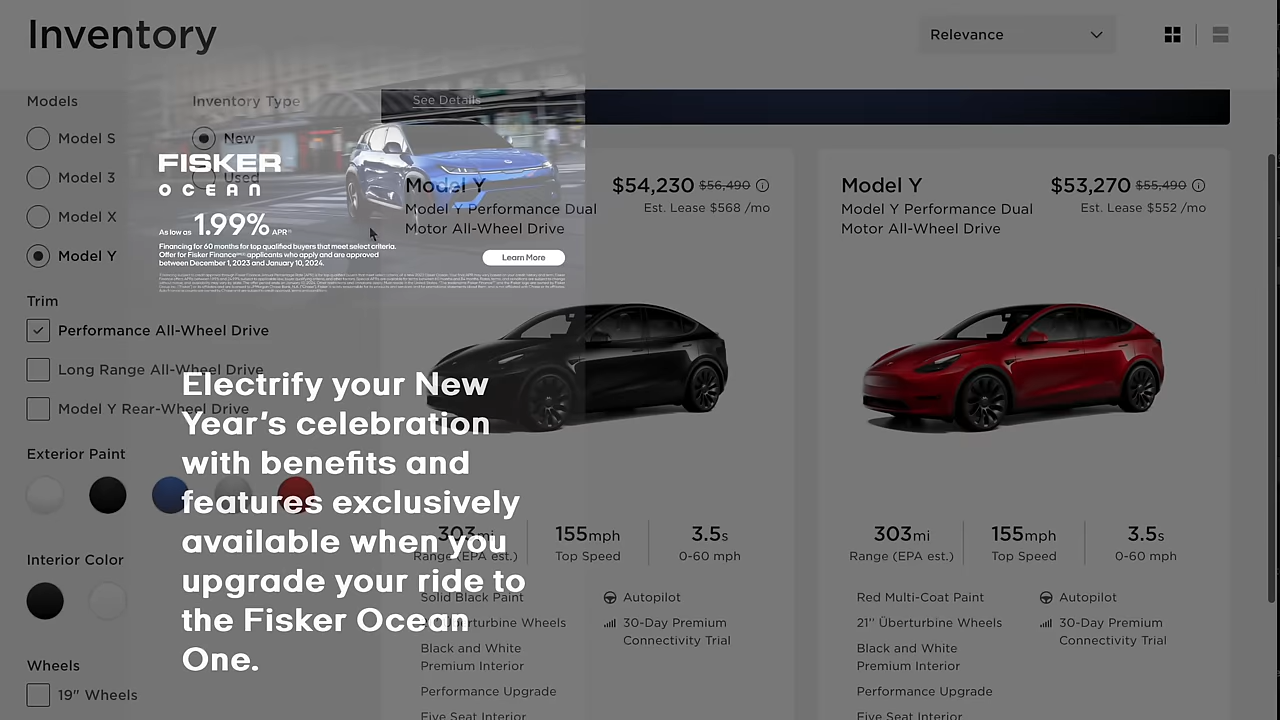 Inventory
Relevance
Models
Inventory Type
See Details
Model S
New
Model 3
Used
Model X
Model Y
FISKER
OCEAN
As low as 1.99% APR
Financing for 60 months for top qualified buyers that meet select criteria.
Offer for Fisker Finance applicants who apply and are approved
between December 1, 2023 and January 10, 2024.
Learn More
Model Y
$54,230 $56,490
Model Y Performance Dual
Motor All-Wheel Drive
Est. Lease $568 /mo
Model Y
$53,270 $55,490
Model Y Performance Dual
Motor All-Wheel Drive
Est. Lease $552 /mo
Trim
Performance All-Wheel Drive
Long Range All-Wheel Drive
Model Y Rear-Wheel Drive
Exterior Paint
Interior Color
Wheels
19" Wheels
Electrify your New
Year's celebration
with benefits and
features exclusively
available when you
upgrade your ride to
the Fisker Ocean
One.
303mi
Range (EPA est.)
155mph
Top Speed
3.5s
0-60 mph
Solid Black Paint
Überturbine Wheels
Black and White
Premium Interior
Performance Upgrade
Five Seat Interior
Autopilot
30-Day Premium
Connectivity Trial
303mi
Range (EPA est.)
155mph
Top Speed
3.5s
0-60 mph
Red Multi-Coat Paint
21'' Überturbine Wheels
Black and White
Premium Interior
Performance Upgrade
Five Seat Interior
Autopilot
30-Day Premium
Connectivity Trial